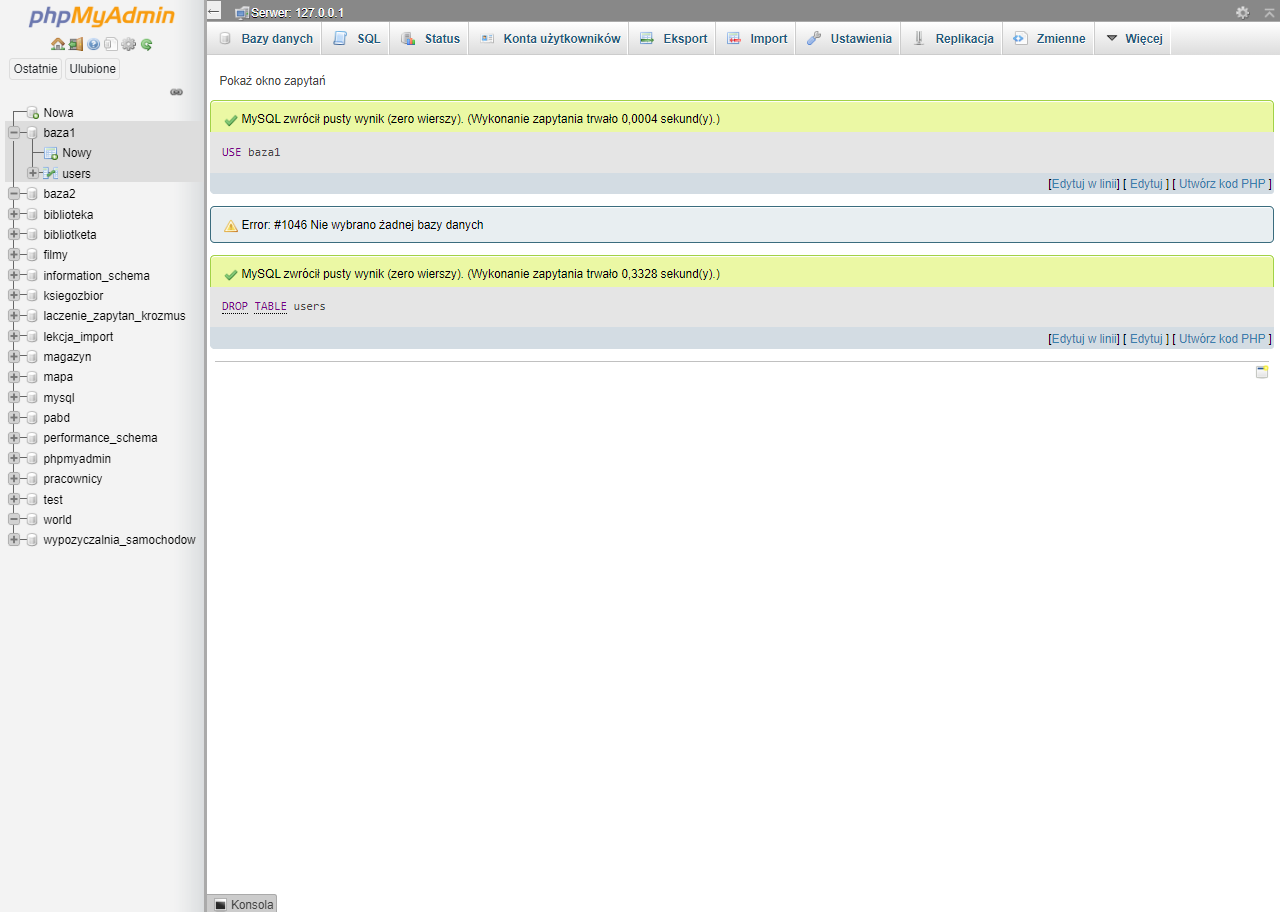 phpMyAdmin
Ostatnie Ulubione
Nowa
baza1
Nowy
users
baza2
biblioteka
bibliotketa
filmy
information_schema
ksiegozbior
laczenie_zapytan_krozmus
lekcja_import
magazyn
mapa
mysql
pabd
performance_schema
phpmyadmin
pracownicy
test
world
wypozyczalnia_samochodow
Serwer: 127.0.0.1
Bazy danych SQL Status Konta użytkowników Eksport Import Ustawienia Replikacja Zmienne Więcej
Pokaż okno zapytań
MySQL zwrócił pusty wynik (zero wierszy). (Wykonanie zapytania trwało 0,0004 sekund(y).)
USE baza1
[Edytuj w linii] [ Edytuj ] [ Utwórz kod PHP ]
Error: #1046 Nie wybrano żadnej bazy danych
MySQL zwrócił pusty wynik (zero wierszy). (Wykonanie zapytania trwało 0,3328 sekund(y).)
DROP TABLE users
[Edytuj w linii] [ Edytuj ] [ Utwórz kod PHP ]
Konsola